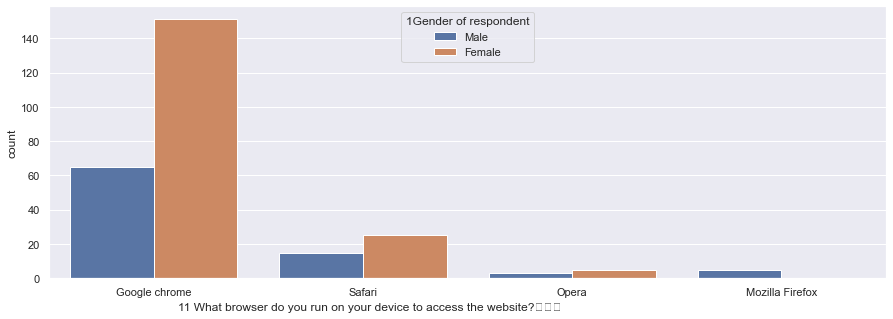 1Gender of respondent
Male
Female
140
120
100
80
60
40
20
0
count
Google chrome
Safari
Opera
Mozilla Firefox
11 What browser do you run on your device to access the website?